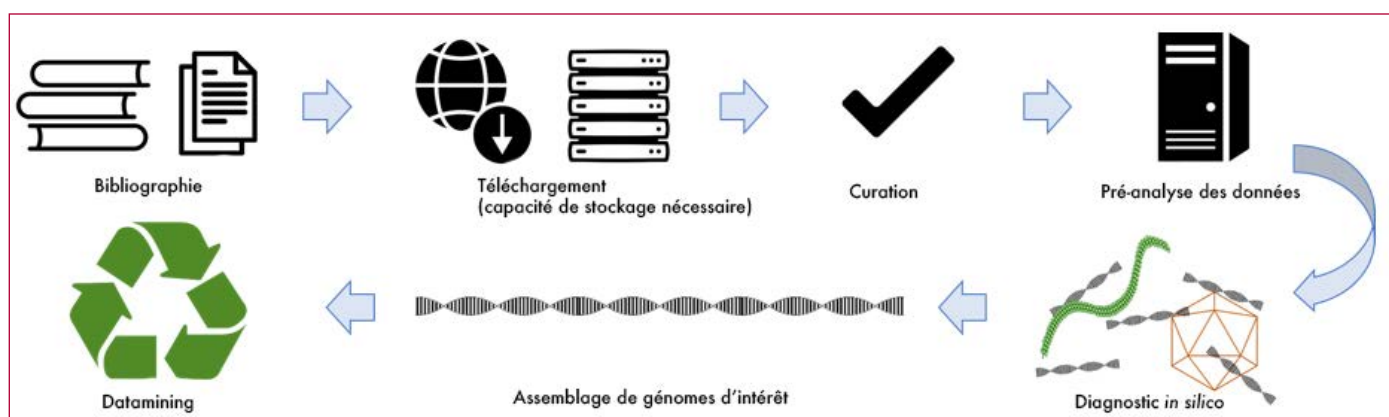 Bibliographie
Téléchargement
(capacité de stockage nécessaire)
Curation
Pré-analyse des données
Diagnostic in silico
Assemblage de génomes d'intérêt
Datamining